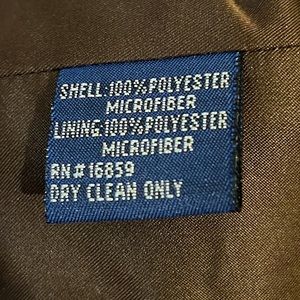 SHELL:100%POLYESTER
MICROFIBER
LINING:100%POLYESTER
MICROFIBER
RN#16859
DRY CLEAN ONLY